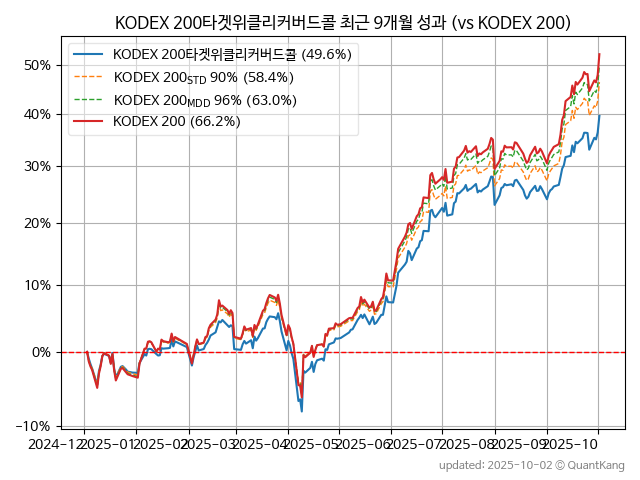 KODEX 200타겟위클리커버드콜 최근 9개월 성과 (vs KODEX 200)
KODEX 200타겟위클리커버드콜 (49.6%)
KODEX 200STD 90% (58.4%)
KODEX 200MDD 96% (63.0%)
KODEX 200 (66.2%)
50%
40%
30%
20%
10%
0%
−10%
2024-12 2025-01 2025-02 2025-03 2025-04 2025-05 2025-06 2025-07 2025-08 2025-09 2025-10
updated: 2025-10-02 © QuantKang